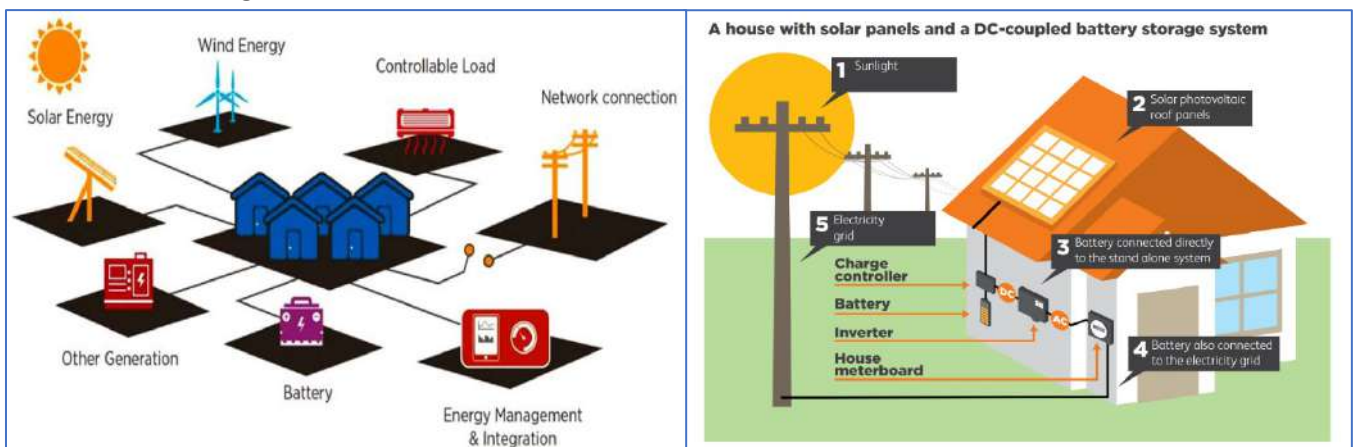 Wind Energy
Controllable Load
Network connection
Solar Energy
Other Generation
Battery
Energy Management
& Integration
A house with solar panels and a DC-coupled battery storage system
1 Sunlight
2 Solar photovoltaic
roof panels
5 Electricity
grid
3 Battery connected directly
to the stand alone system
Charge
controller
Battery
Inverter
House
meterboard
DC
AC
4 Battery also connected
to the electricity grid